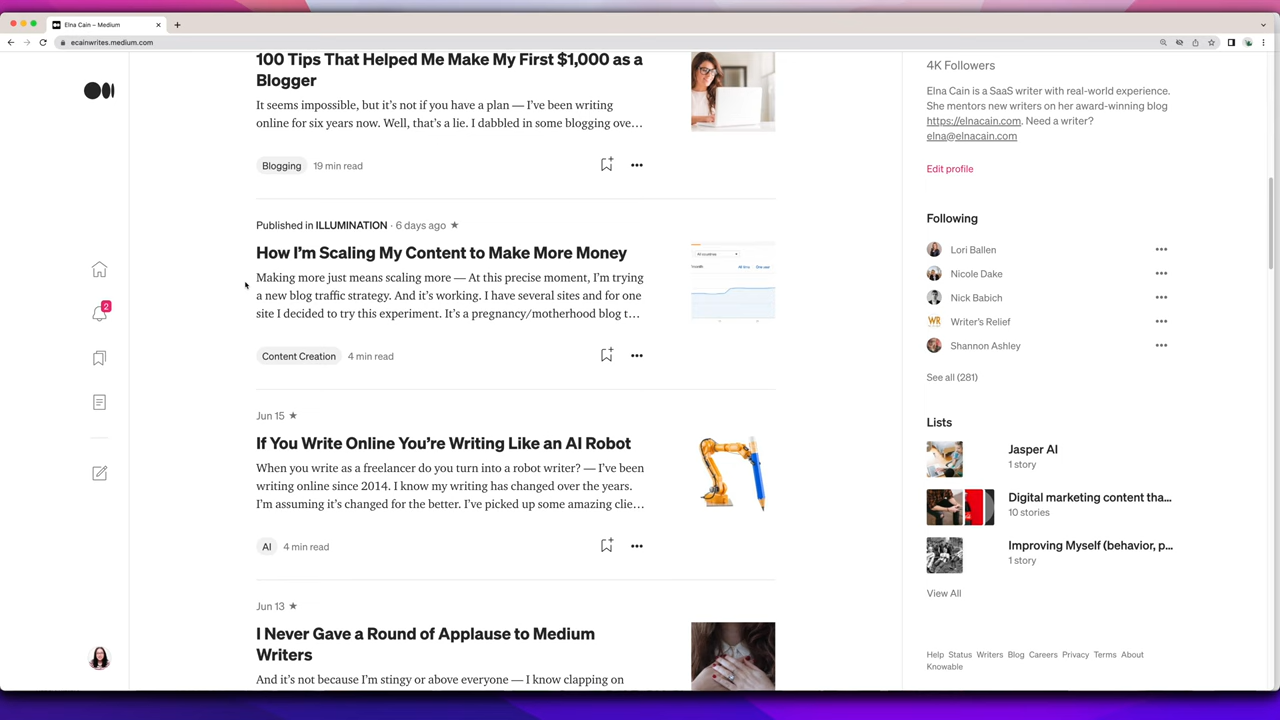 Elna Cain – Medium
ecainwrites.medium.com
100 Tips That Helped Me Make My First $1,000 as a
Blogger
It seems impossible, but it's not if you have a plan — I've been writing
online for six years now. Well, that's a lie. I dabbled in some blogging ove…
Blogging 19 min read
Published in ILLUMINATION · 6 days ago
How I'm Scaling My Content to Make More Money
Making more just means scaling more — At this precise moment, I'm trying
a new blog traffic strategy. And it's working. I have several sites and for one
site I decided to try this experiment. It's a pregnancy/motherhood blog t…
Content Creation 4 min read
Jun 15
If You Write Online You're Writing Like an AI Robot
When you write as a freelancer do you turn into a robot writer? — I've been
writing online since 2014. I know my writing has changed over the years.
I'm assuming it's changed for the better. I've picked up some amazing clie…
AI 4 min read
Jun 13
I Never Gave a Round of Applause to Medium
Writers
And it's not because I'm stingy or above everyone — I know clapping on
2
4K Followers
Elna Cain is a SaaS writer with real-world experience.
She mentors new writers on her award-winning blog
https://elnacain.com. Need a writer?
elna@elnacain.com
Edit profile
Following
Lori Ballen
Nicole Dake
Nick Babich
WR Writer's Relief
Shannon Ashley
See all (281)
Lists
Jasper AI
1 story
Digital marketing content tha…
10 stories
Improving Myself (behavior, p…
1 story
View All
Help Status Writers Blog Careers Privacy Terms About
Knowable